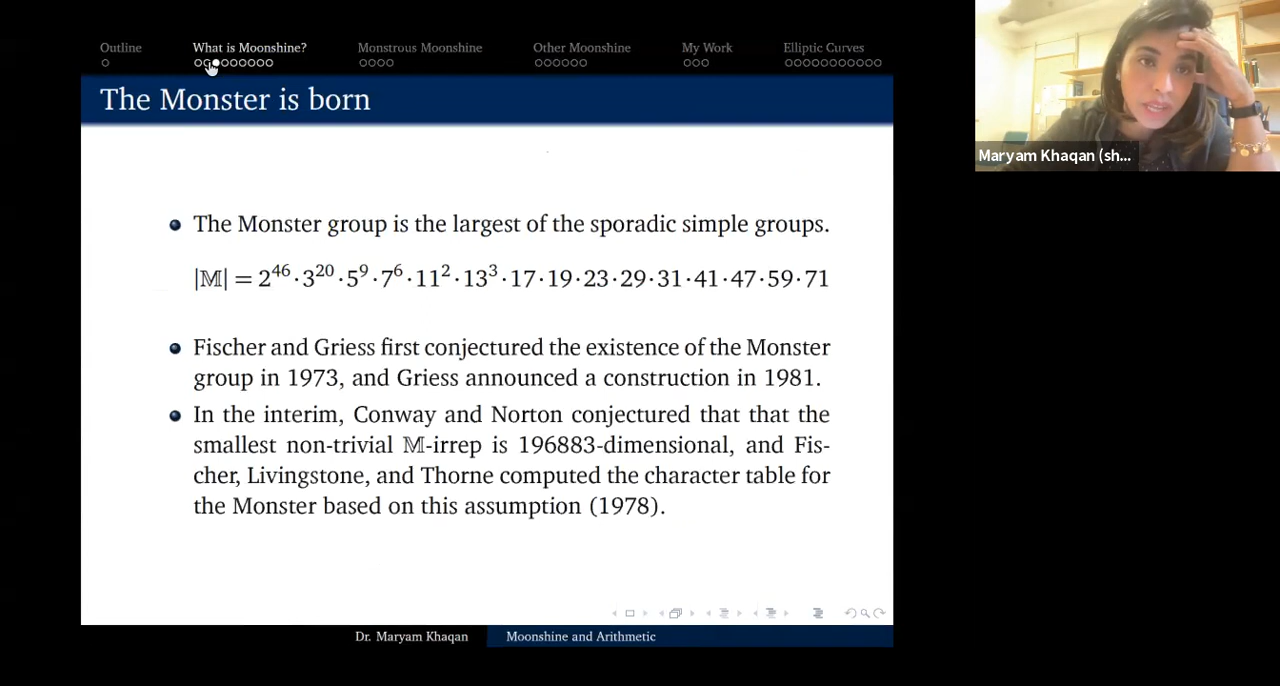 Outline
What is Moonshine?
Monstrous Moonshine
Other Moonshine
My Work
Elliptic Curves
The Monster is born
Maryam Khaqan (sh...
The Monster group is the largest of the sporadic simple groups.
|𝕄| = 2⁴⁶·3²⁰·5⁹·7⁶·11²·13³·17·19·23·29·31·41·47·59·71
Fischer and Griess first conjectured the existence of the Monster
group in 1973, and Griess announced a construction in 1981.
In the interim, Conway and Norton conjectured that that the
smallest non-trivial 𝕄-irrep is 196883-dimensional, and Fis-
cher, Livingstone, and Thorne computed the character table for
the Monster based on this assumption (1978).
Dr. Maryam Khaqan
Moonshine and Arithmetic